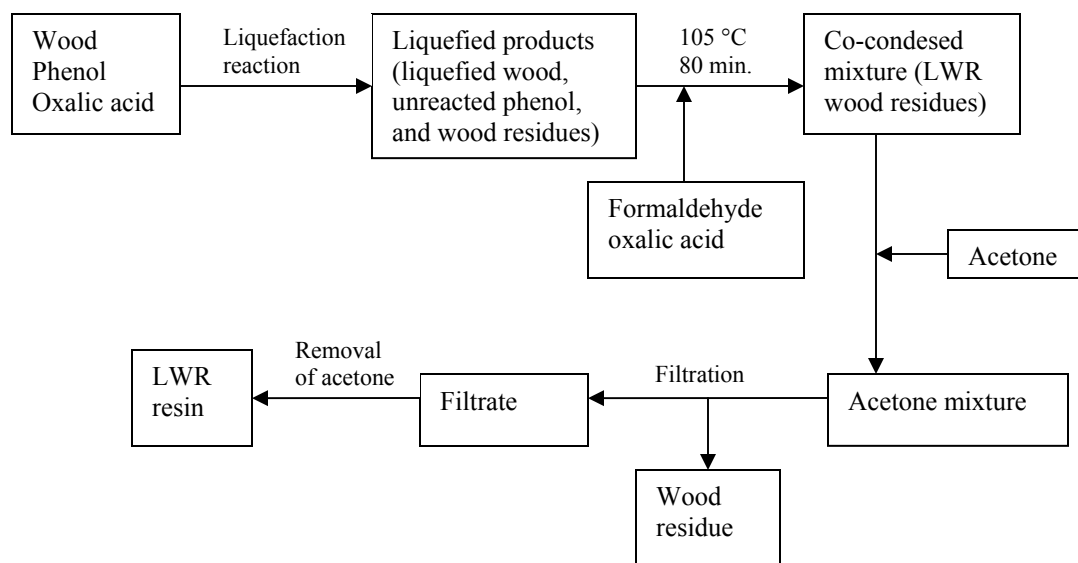 Wood
Phenol
Oxalic acid
Liquefaction
reaction
Liquefied products
(liquefied wood,
unreacted phenol,
and wood residues)
105 °C
80 min.
Co-condesed
mixture (LWR
wood residues)
Formaldehyde
oxalic acid
Acetone
LWR
resin
Removal
of acetone
Filtrate
Filtration
Acetone mixture
Wood
residue